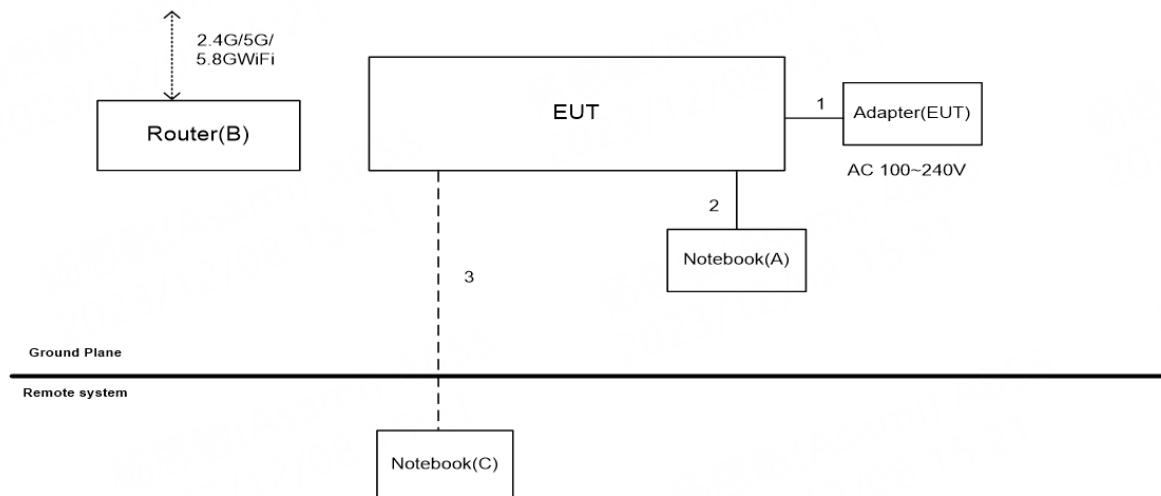 2.4G/5G/
5.8GWiFi
Router(B)
EUT
1
Adapter(EUT)
AC 100~240V
2
Notebook(A)
3
Ground Plane
Remote system
Notebook(C)